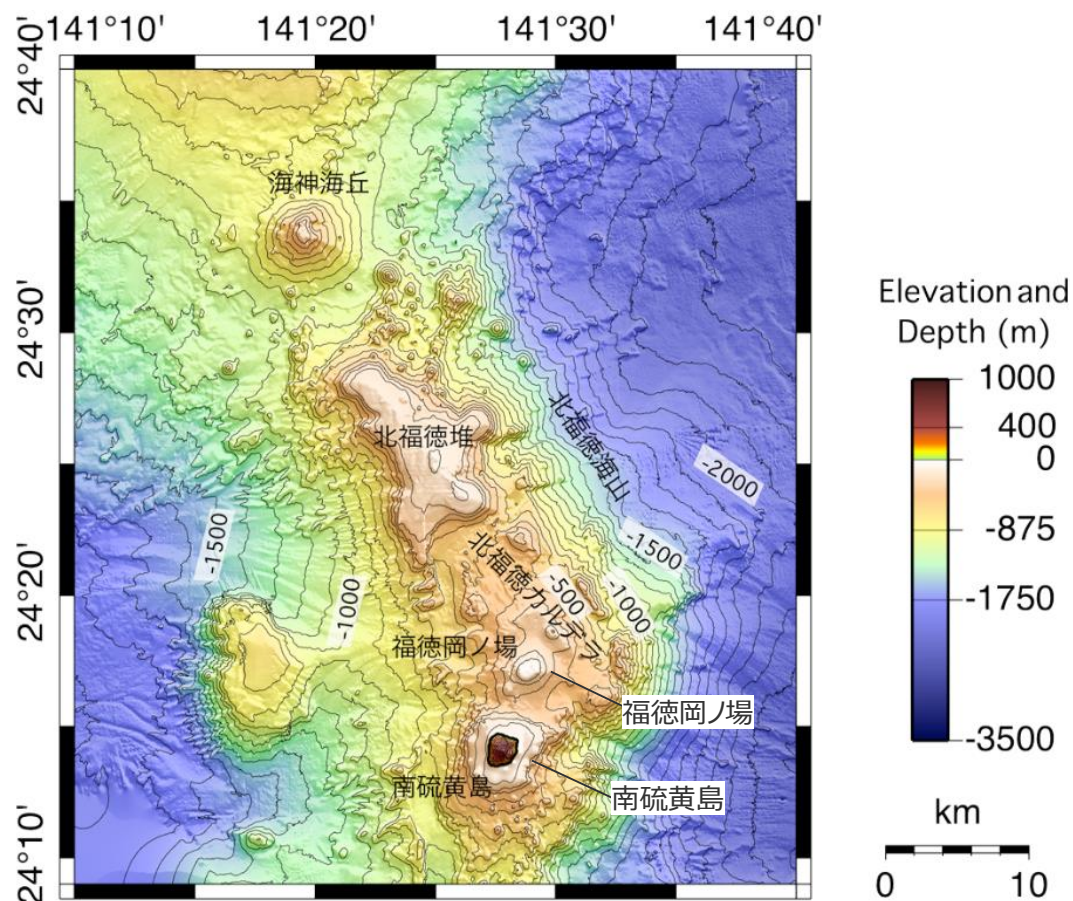 141°10' 141°20' 141°30' 141°40'
24°40'
24°30'
24°20'
24°10'
海神海丘
北福徳堆
北福徳海山
-2000
-1500
-1500
北福徳カルデラ
-500
-1000
-1000
福徳岡ノ場
福徳岡ノ場
南硫黄島
南硫黄島
Elevation and
Depth (m)
1000
400
0
-875
-1750
-3500
km
0 10